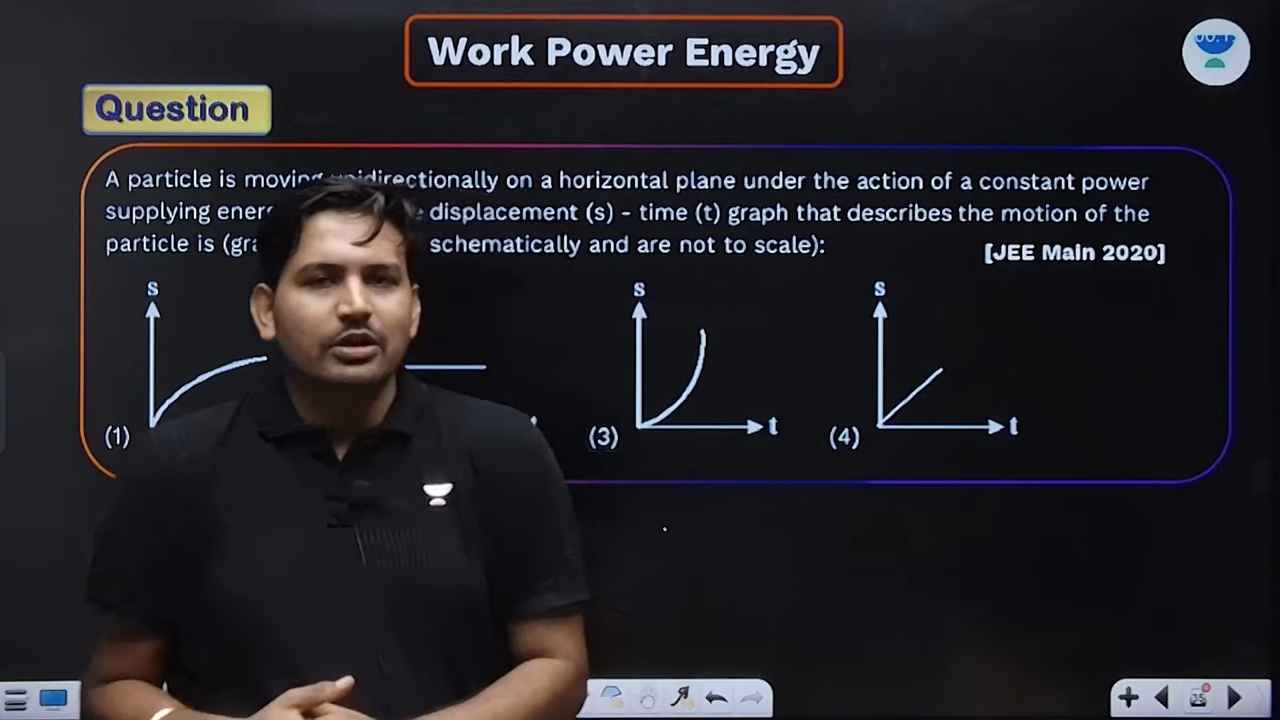 Work Power Energy
Question
A particle is moving unidirectionally on a horizontal plane under the action of a constant power
supplying displacement (s) - time (t) graph that describes the motion of the
particle is schematically and are not to scale):
[JEE Main 2020]
s s s
(1) (3) t (4) t
35